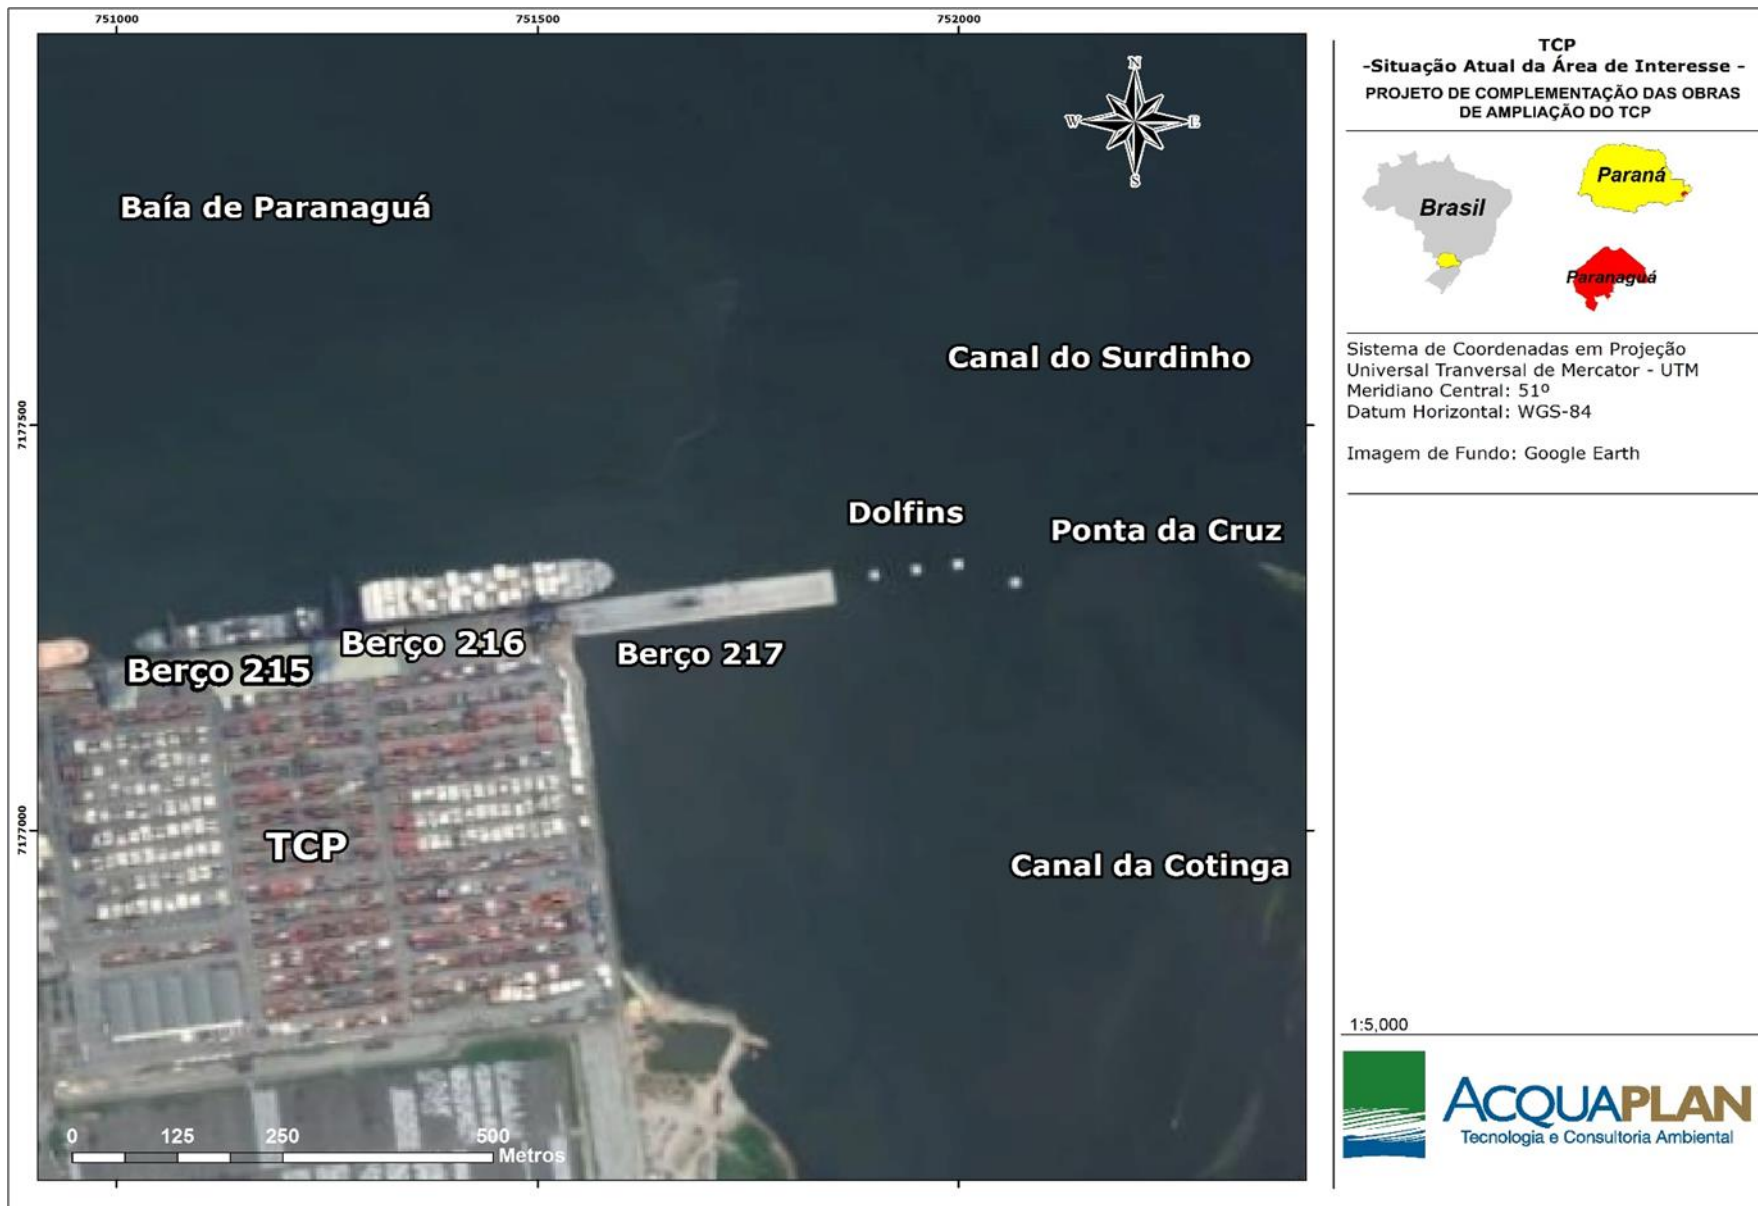 751000
751500
752000
N
W
E
S
Baía de Paranaguá
Canal do Surdinho
7177500
Dolfins
Ponta da Cruz
Berço 216
Berço 217
Berço 215
7177000
TCP
Canal da Cotinga
0 125 250 500
Metros
TCP
-Situação Atual da Área de Interesse -
PROJETO DE COMPLEMENTAÇÃO DAS OBRAS
DE AMPLIAÇÃO DO TCP
Brasil
Paraná
Paranaguá
Sistema de Coordenadas em Projeção
Universal Tranversal de Mercator - UTM
Meridiano Central: 51º
Datum Horizontal: WGS-84
Imagem de Fundo: Google Earth
1:5,000
ACQUAPLAN
Tecnologia e Consultoria Ambiental